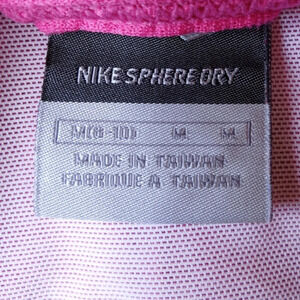 NIKE SPHERE DRY
M(8-10) M M
MADE IN TAIWAN
FABRIQUE A TAIWAN